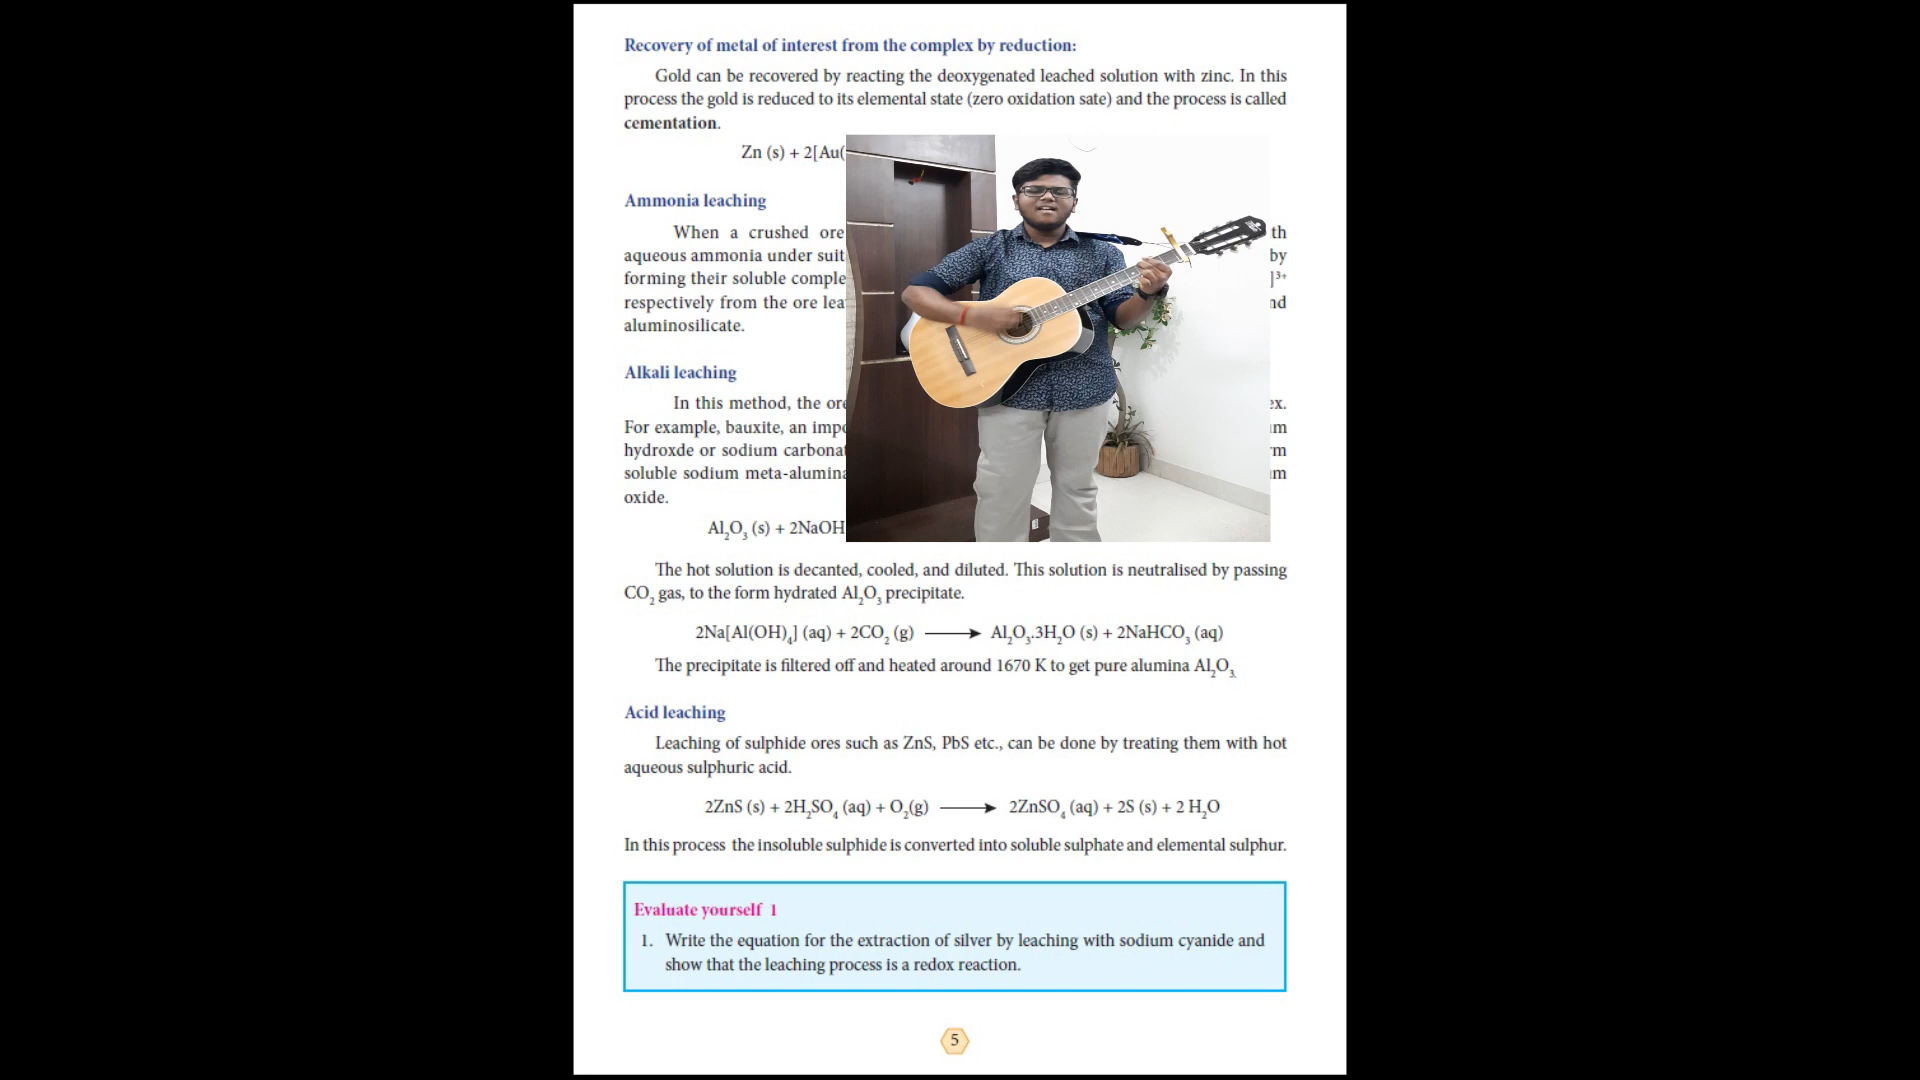 Recovery of metal of interest from the complex by reduction:
Gold can be recovered by reacting the deoxygenated leached solution with zinc. In this
process the gold is reduced to its elemental state (zero oxidation sate) and the process is called
cementation.
Zn (s) + 2[Au(
Ammonia leaching
When a crushed ore th
aqueous ammonia under suit by
forming their soluble comple ]³⁺
respectively from the ore lea nd
aluminosilicate.
Alkali leaching
In this method, the ore ex.
For example, bauxite, an impo um
hydroxde or sodium carbonat rm
soluble sodium meta-alumina um
oxide.
Al₂O₃ (s) + 2NaOH
The hot solution is decanted, cooled, and diluted. This solution is neutralised by passing
CO₂ gas, to the form hydrated Al₂O₃ precipitate.
2Na[Al(OH)₄] (aq) + 2CO₂ (g) ⟶ Al₂O₃.3H₂O (s) + 2NaHCO₃ (aq)
The precipitate is filtered off and heated around 1670 K to get pure alumina Al₂O₃.
Acid leaching
Leaching of sulphide ores such as ZnS, PbS etc., can be done by treating them with hot
aqueous sulphuric acid.
2ZnS (s) + 2H₂SO₄ (aq) + O₂(g) ⟶ 2ZnSO₄ (aq) + 2S (s) + 2 H₂O
In this process the insoluble sulphide is converted into soluble sulphate and elemental sulphur.
Evaluate yourself 1
1. Write the equation for the extraction of silver by leaching with sodium cyanide and
show that the leaching process is a redox reaction.
5